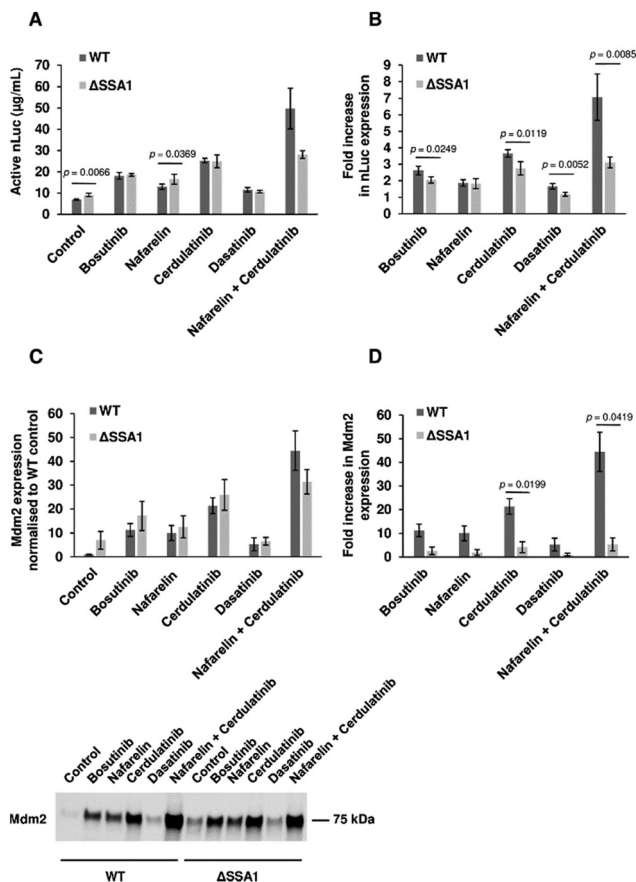 A
WT
ΔSSA1
Active nLuc (µg/mL)
70
60
50
40
30
20
10
0
p = 0.0066
p = 0.0369
Control
Bosutinib
Nafarelin
Cerdulatinib
Dasatinib
Nafarelin + Cerdulatinib
B
WT
ΔSSA1
Fold increase
in nLuc expression
9
8
7
6
5
4
3
2
1
0
p = 0.0249
p = 0.0119
p = 0.0052
p = 0.0085
Bosutinib
Nafarelin
Cerdulatinib
Dasatinib
Nafarelin + Cerdulatinib
C
WT
ΔSSA1
Mdm2 expression
normalised to WT control
60
50
40
30
20
10
0
Control
Bosutinib
Nafarelin
Cerdulatinib
Dasatinib
Nafarelin + Cerdulatinib
D
WT
ΔSSA1
Fold increase in Mdm2
expression
60
50
40
30
20
10
0
p = 0.0199
p = 0.0419
Bosutinib
Nafarelin
Cerdulatinib
Dasatinib
Nafarelin + Cerdulatinib
Control
Bosutinib
Nafarelin
Cerdulatinib
Dasatinib
Nafarelin + Cerdulatinib
Control
Bosutinib
Nafarelin
Cerdulatinib
Dasatinib
Nafarelin + Cerdulatinib
Mdm2
75 kDa
WT
ΔSSA1